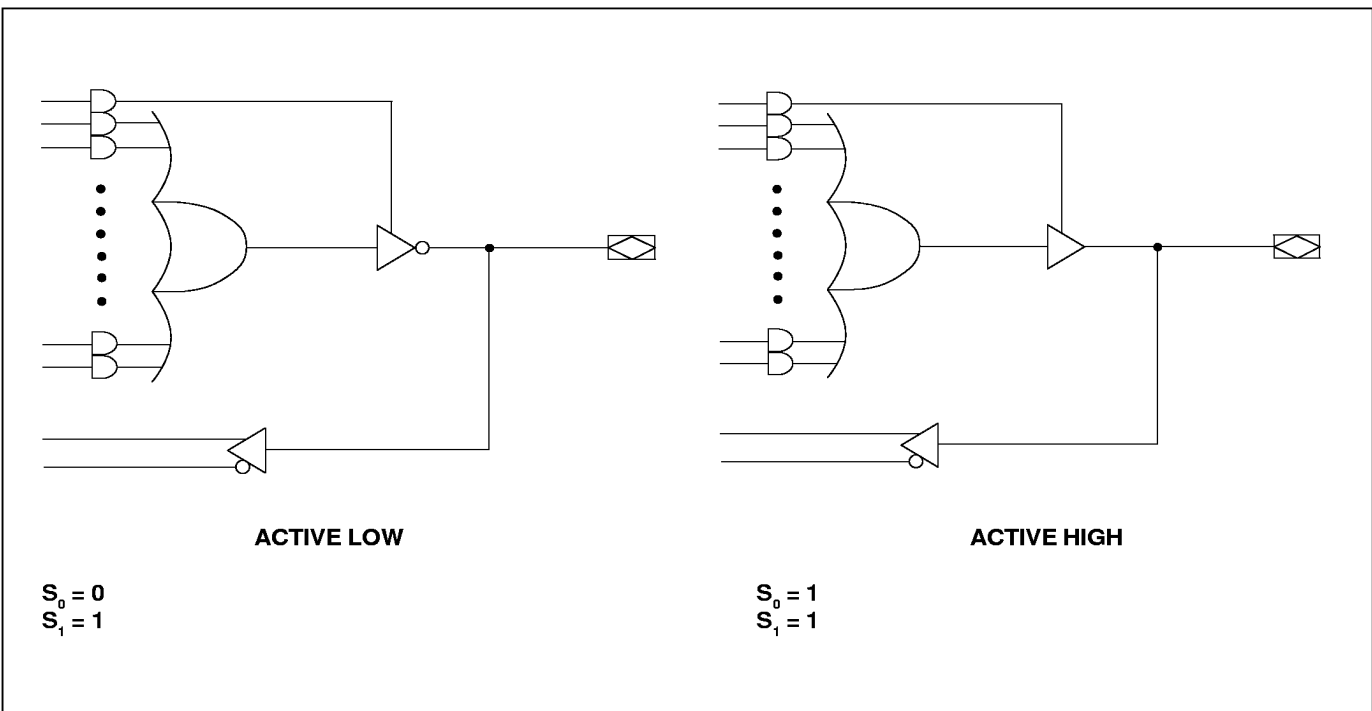 ACTIVE LOW
S0 = 0
S1 = 1
ACTIVE HIGH
S0 = 1
S1 = 1